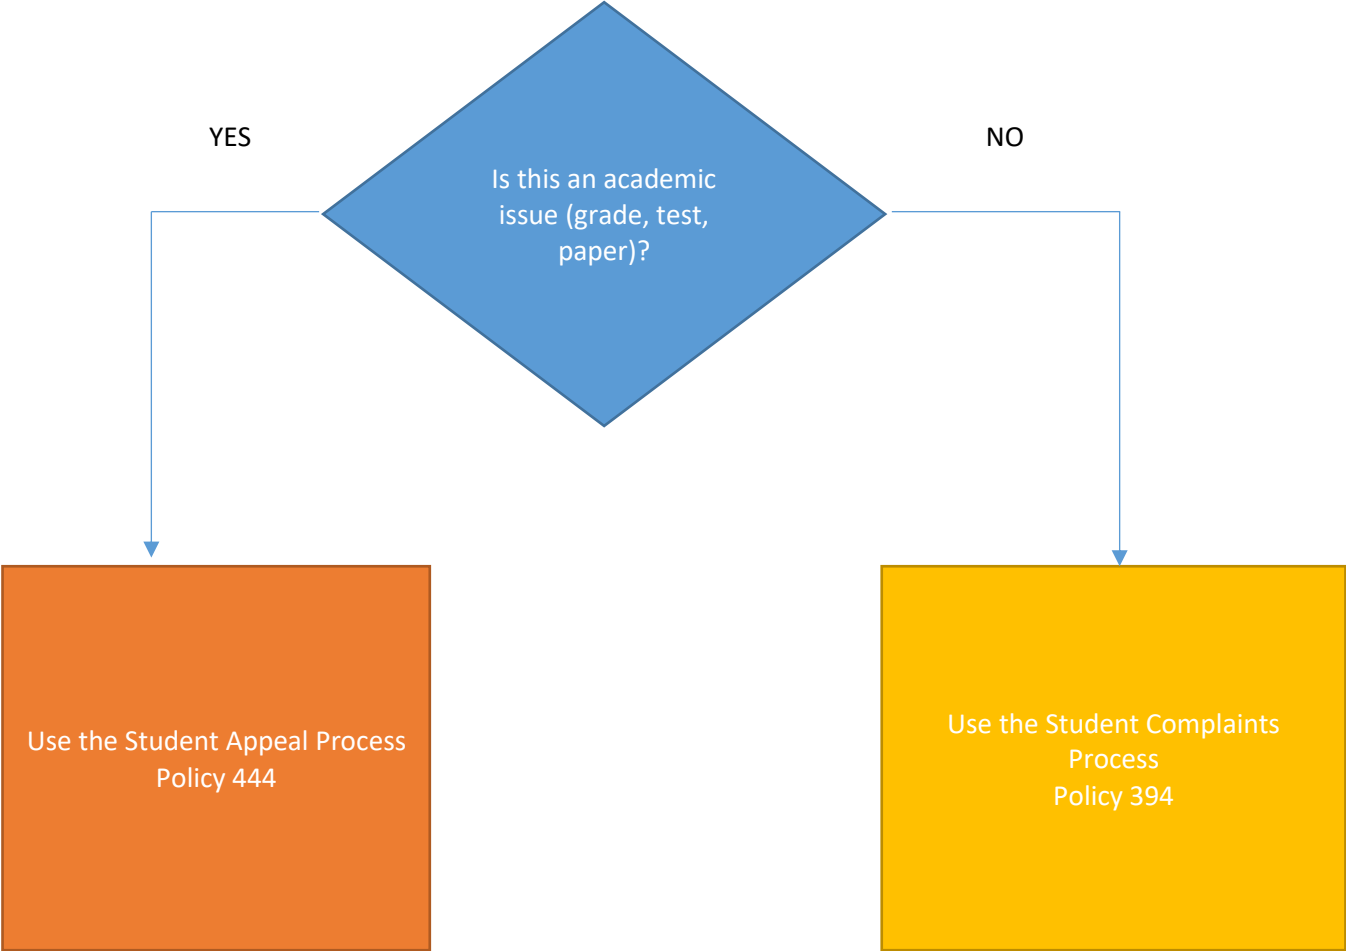 YES
NO
Is this an academic
issue (grade, test,
paper)?
Use the Student Appeal Process
Policy 444
Use the Student Complaints
Process
Policy 394